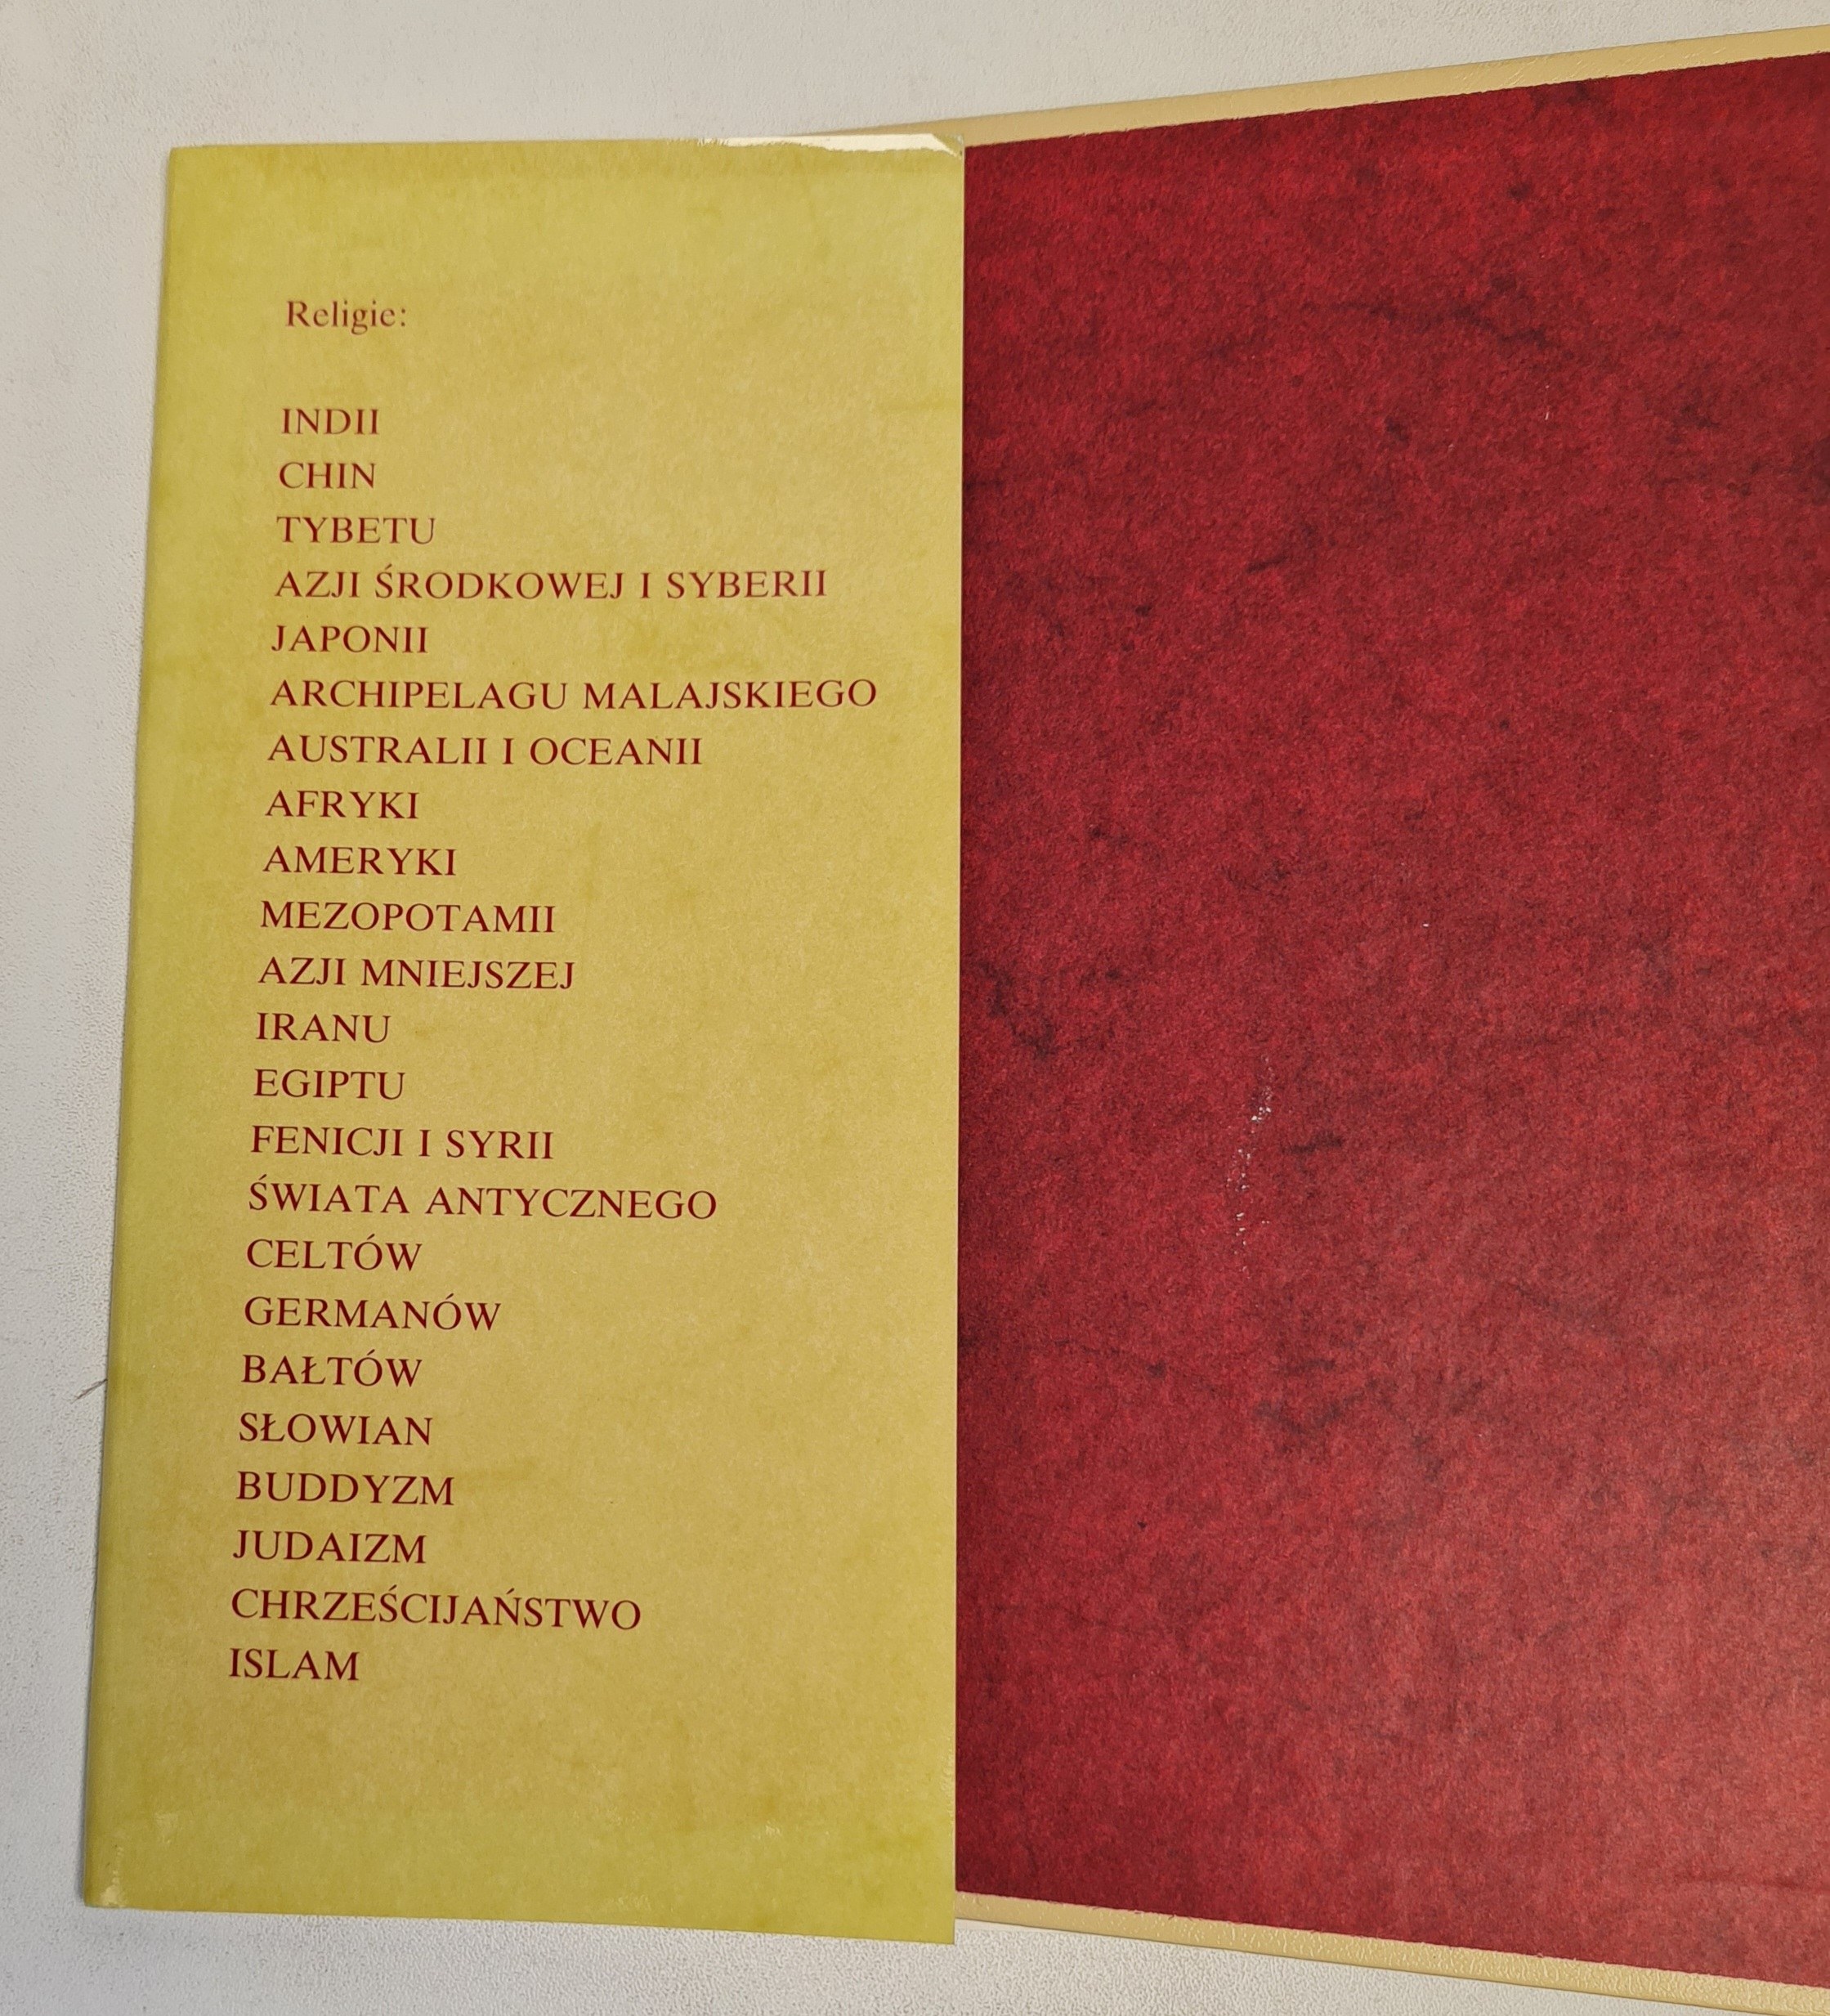 Religie:
INDII
CHIN
TYBETU
AZJI ŚRODKOWEJ I SYBERII
JAPONII
ARCHIPELAGU MALAJSKIEGO
AUSTRALII I OCEANII
AFRYKI
AMERYKI
MEZOPOTAMII
AZJI MNIEJSZEJ
IRANU
EGIPTU
FENICJI I SYRII
ŚWIATA ANTYCZNEGO
CELTÓW
GERMANÓW
BAŁTÓW
SŁOWIAN
BUDDYZM
JUDAIZM
CHRZEŚCIJAŃSTWO
ISLAM